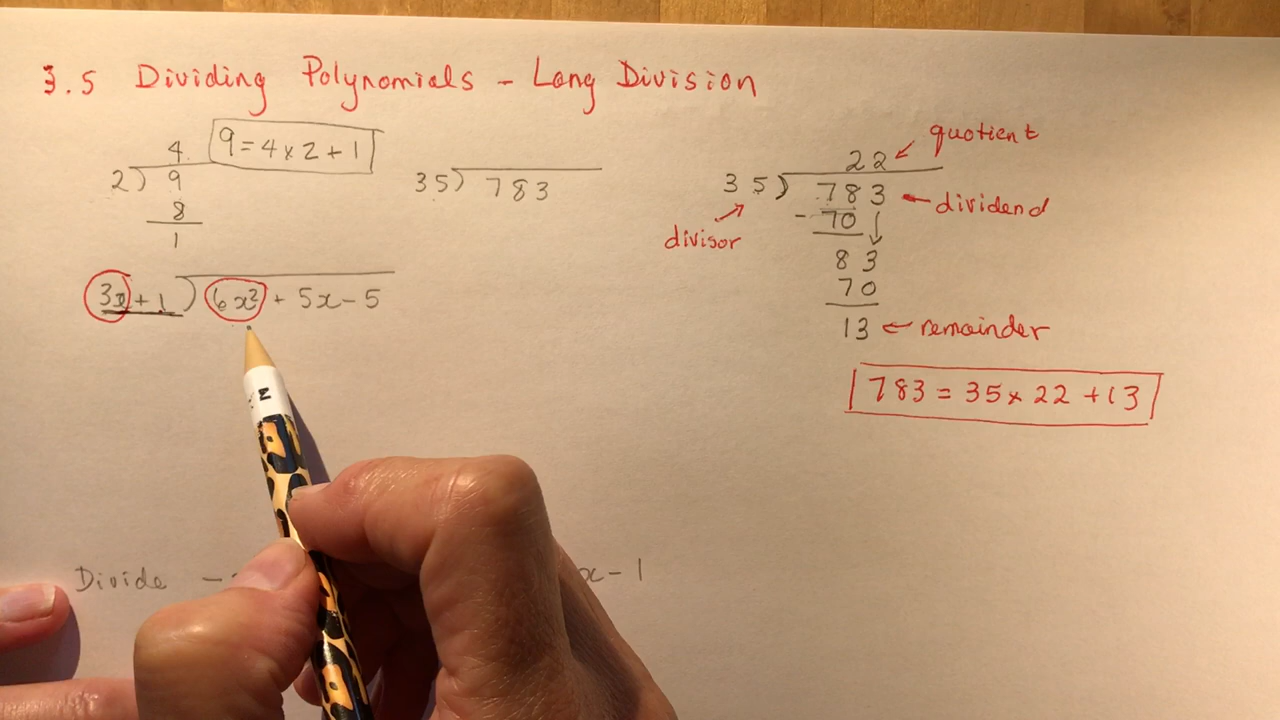 3.5 Dividing Polynomials - Long Division
4
9 = 4 x 2 + 1
2) 9
8
1
35) 783
22 ← quotient
35) 783 ← dividend
divisor
- 70
83
70
13 ← remainder
783 = 35 x 22 + 13
3x + 1 ) 6x² + 5x - 5
Divide - x - 1